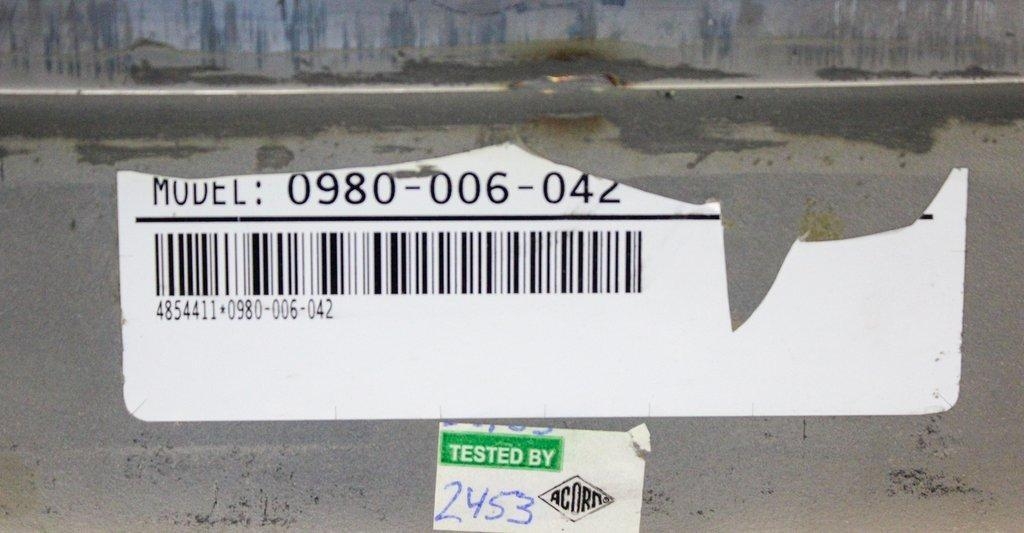 MODEL: 0980-006-042
4854411*0980-006-042
TESTED BY
2453
ACORN®